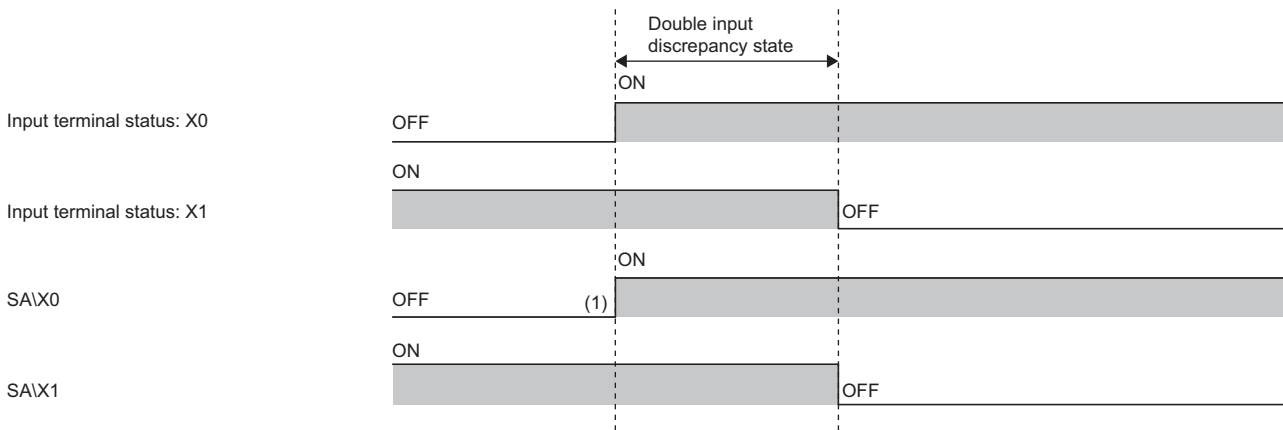 Double input
discrepancy state
ON
Input terminal status: X0
OFF
ON
Input terminal status: X1
OFF
ON
SA\X0
OFF
(1)
ON
SA\X1
OFF